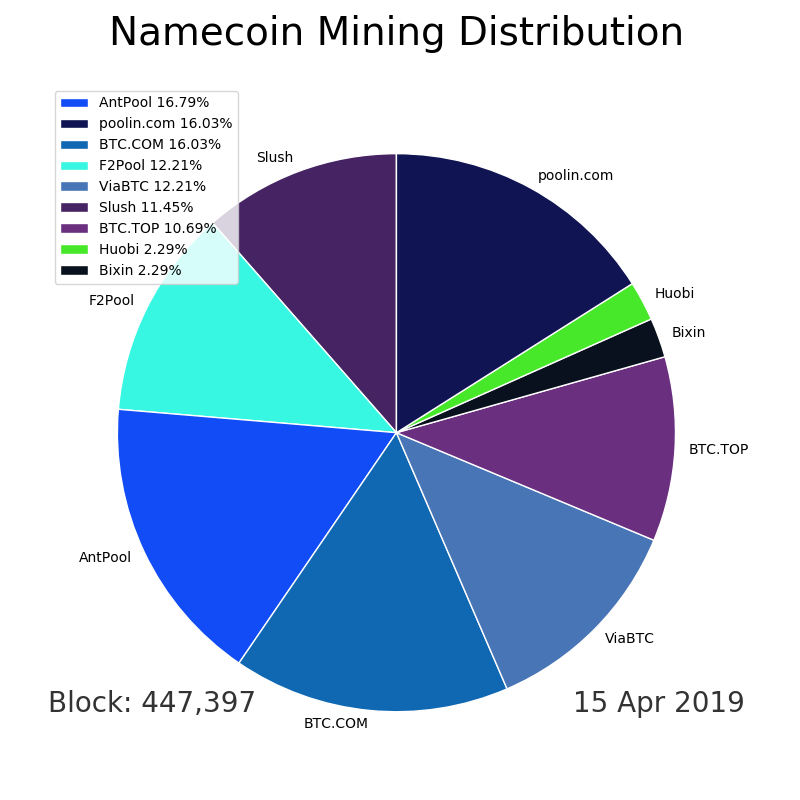 Namecoin Mining Distribution
AntPool 16.79%
poolin.com 16.03%
BTC.COM 16.03%
F2Pool 12.21%
ViaBTC 12.21%
Slush 11.45%
BTC.TOP 10.69%
Huobi 2.29%
Bixin 2.29%
Slush
poolin.com
Huobi
F2Pool
Bixin
BTC.TOP
AntPool
ViaBTC
Block: 447,397
15 Apr 2019
BTC.COM